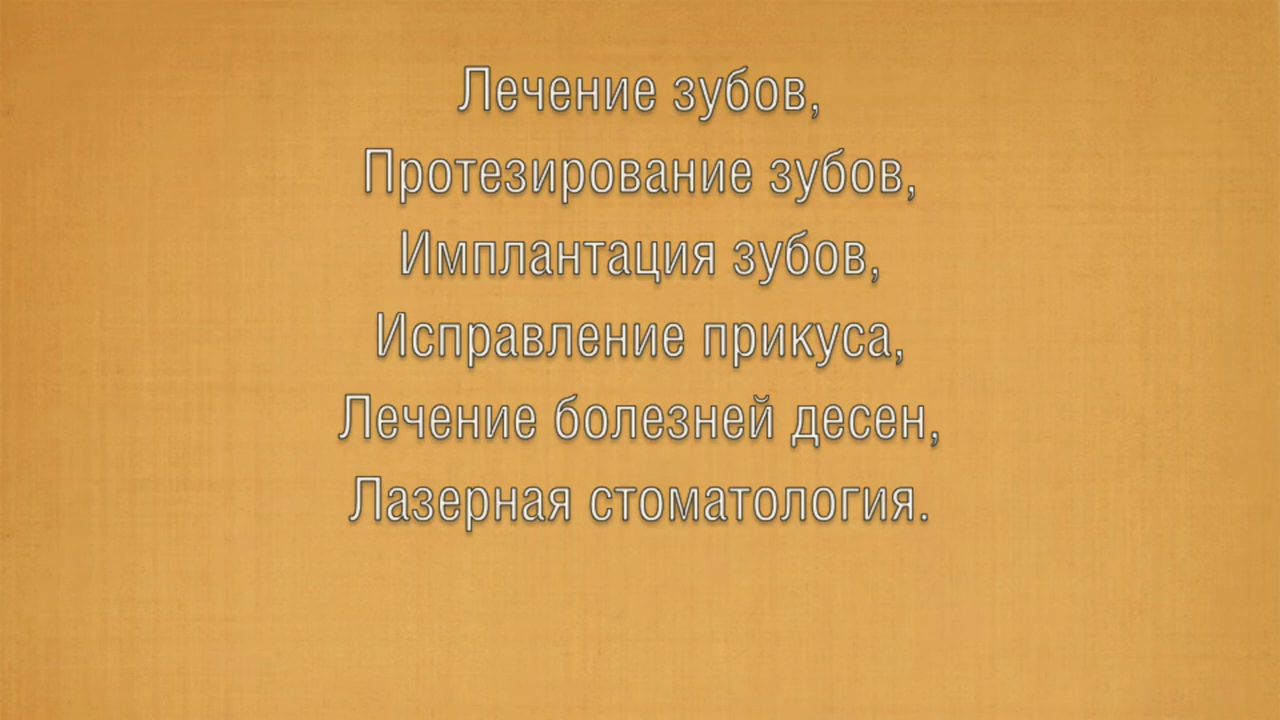 Лечение зубов,
Протезирование зубов,
Имплантация зубов,
Исправление прикуса,
Лечение болезней десен,
Лазерная стоматология.